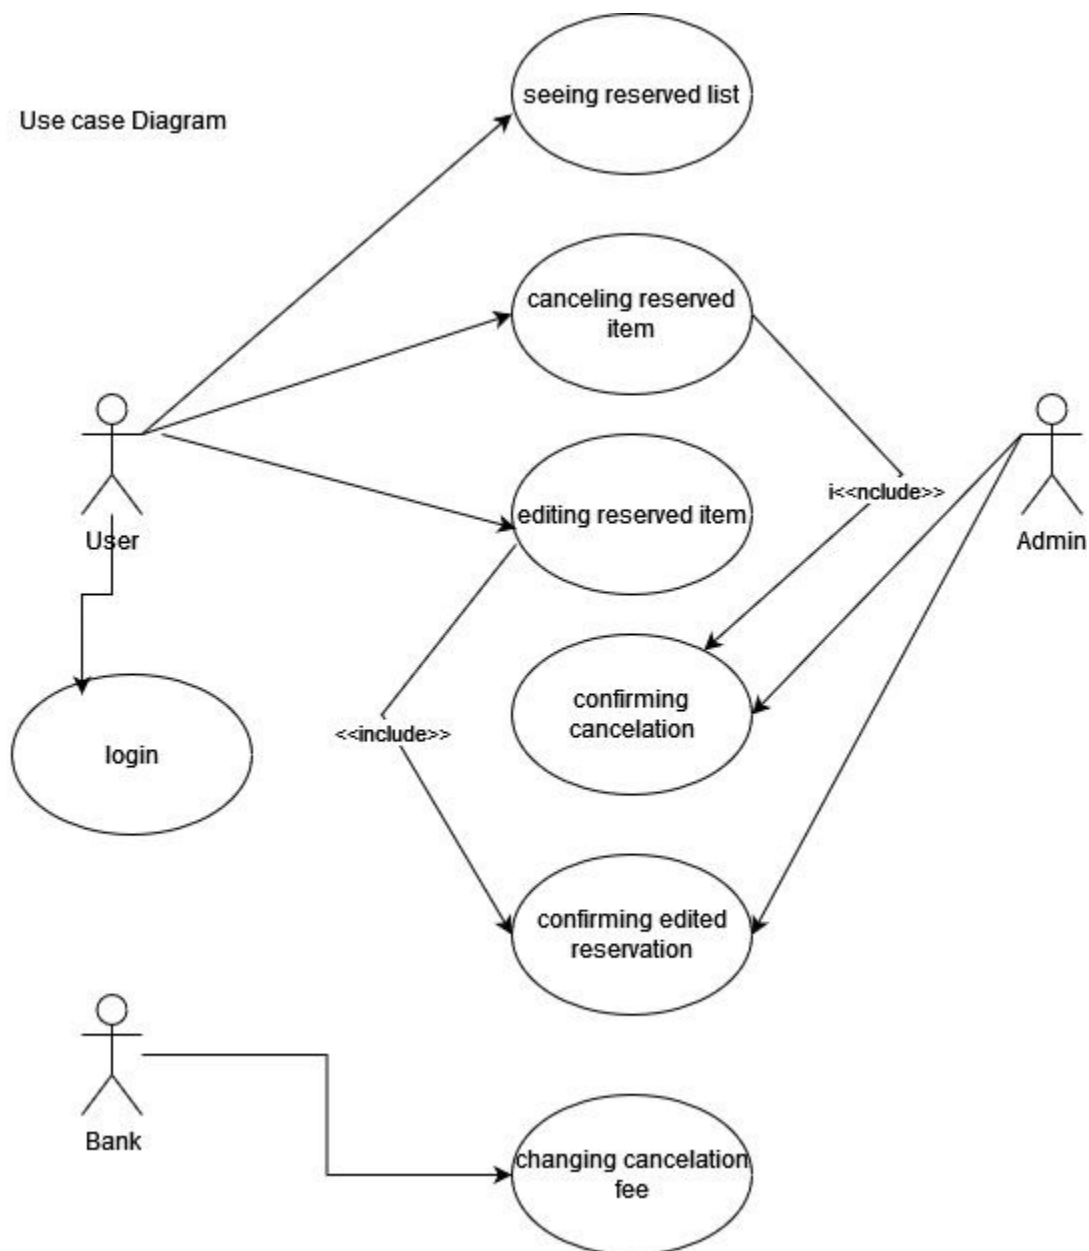 seeing reserved list
Use case Diagram
canceling reserved
item
editing reserved item
i<<nclude>>
User
Admin
confirming
cancelation
<<include>>
login
confirming edited
reservation
Bank
changing cancelation
fee